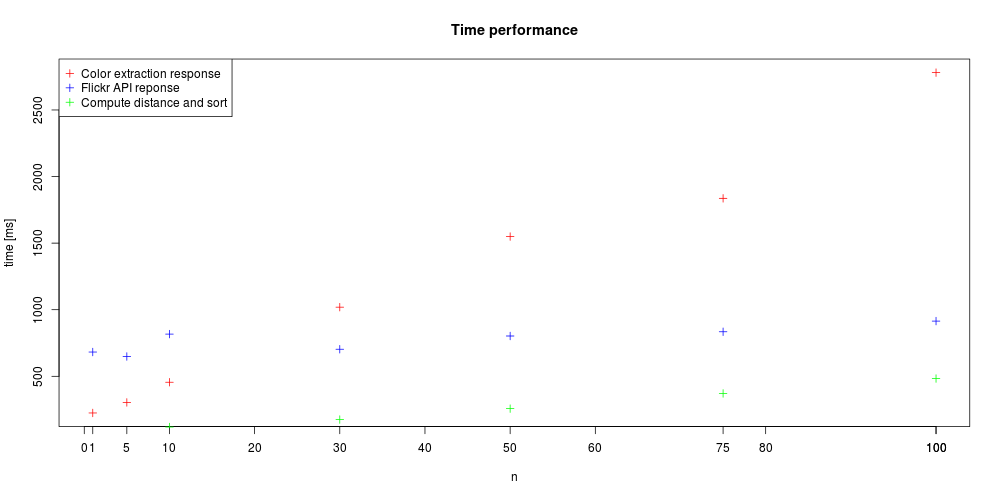 Time performance
Color extraction response
Flickr API reponse
Compute distance and sort
2500
2000
1500
1000
500
time [ms]
0 1 5 10 20 30 40 50 60 75 80 100
n